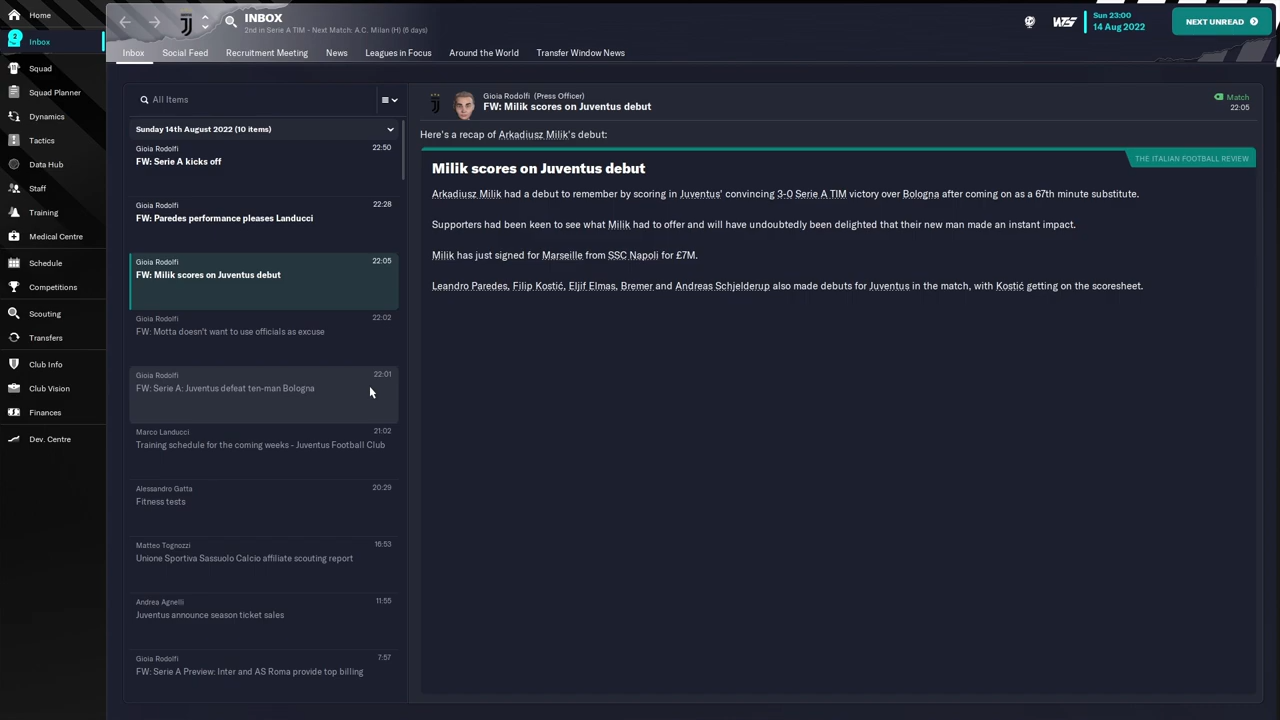 Home
2
Inbox
Squad
Squad Planner
Dynamics
Tactics
Data Hub
Staff
Training
Medical Centre
Schedule
Competitions
Scouting
Transfers
Club Info
Club Vision
Finances
Dev. Centre
INBOX
2nd in Serie A TIM - Next Match: A.C. Milan (H) (6 days)
Sun 23:00
14 Aug 2022
NEXT UNREAD
Inbox
Social Feed
Recruitment Meeting
News
Leagues in Focus
Around the World
Transfer Window News
All Items
Sunday 14th August 2022 (10 items)
Gioia Rodolfi 22:50
FW: Serie A kicks off
Gioia Rodolfi 22:28
FW: Paredes performance pleases Landucci
Gioia Rodolfi 22:05
FW: Milik scores on Juventus debut
Gioia Rodolfi 22:02
FW: Motta doesn't want to use officials as excuse
Gioia Rodolfi 22:01
FW: Serie A: Juventus defeat ten-man Bologna
Marco Landucci 21:02
Training schedule for the coming weeks - Juventus Football Club
Alessandro Gatta 20:29
Fitness tests
Matteo Tognozzi 16:53
Unione Sportiva Sassuolo Calcio affiliate scouting report
Andrea Agnelli 11:55
Juventus announce season ticket sales
Gioia Rodolfi 7:57
FW: Serie A Preview: Inter and AS Roma provide top billing
Gioia Rodolfi (Press Officer)
FW: Milik scores on Juventus debut
Match
22:05
Here's a recap of Arkadiusz Milik's debut:
THE ITALIAN FOOTBALL REVIEW
Milik scores on Juventus debut
Arkadiusz Milik had a debut to remember by scoring in Juventus' convincing 3-0 Serie A TIM victory over Bologna after coming on as a 67th minute substitute.
Supporters had been keen to see what Milik had to offer and will have undoubtedly been delighted that their new man made an instant impact.
Milik has just signed for Marseille from SSC Napoli for £7M.
Leandro Paredes, Filip Kostić, Eljif Elmas, Bremer and Andreas Schjelderup also made debuts for Juventus in the match, with Kostić getting on the scoresheet.